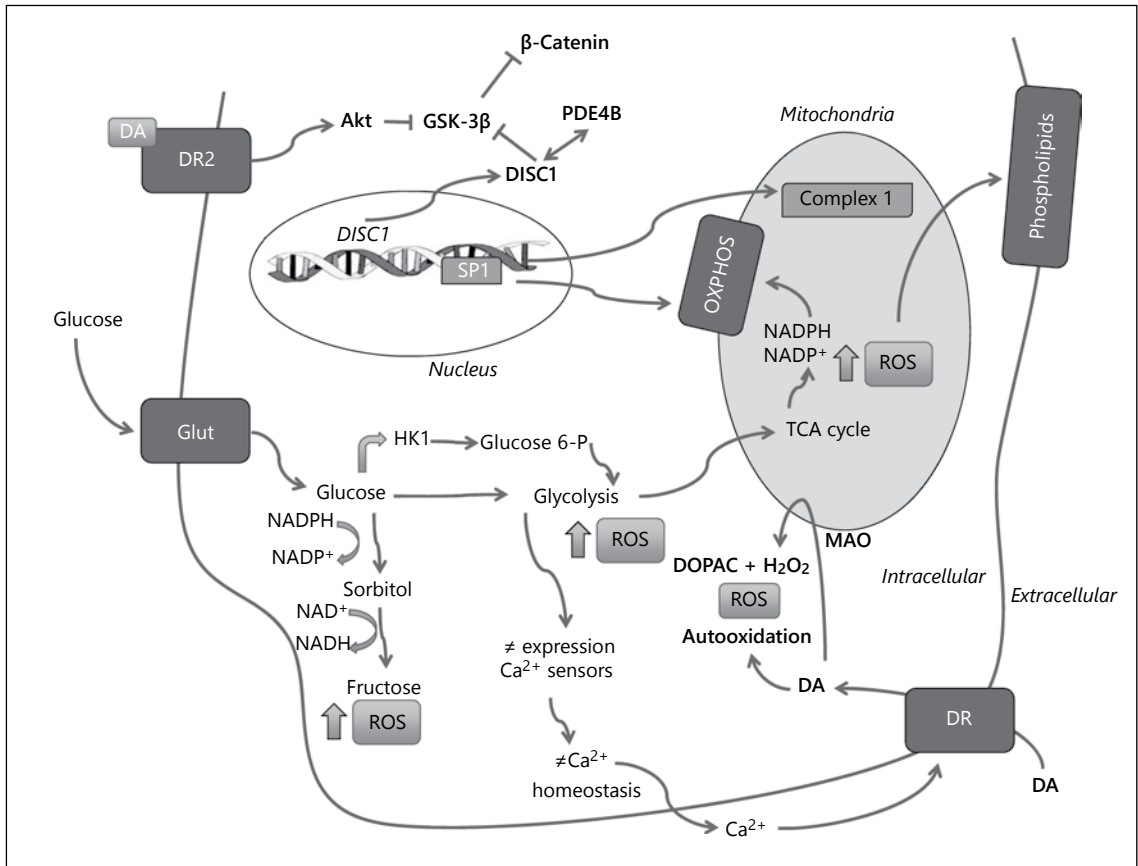 β-Catenin
PDE4B
Akt
GSK-3β
DA
DR2
DISC1
Mitochondria
Complex 1
Phospholipids
DISC1
SP1
OXPHOS
Nucleus
Glucose
NADPH
NADP⁺
ROS
Glut
HK1
Glucose 6-P
TCA cycle
Glucose
Glycolysis
NADPH
NADP⁺
ROS
MAO
DOPAC + H₂O₂
Intracellular
Extracellular
Sorbitol
NAD⁺
NADH
ROS
Autooxidation
≠ expression
Ca²⁺ sensors
Fructose
ROS
DA
DR
≠Ca²⁺
homeostasis
DA
Ca²⁺